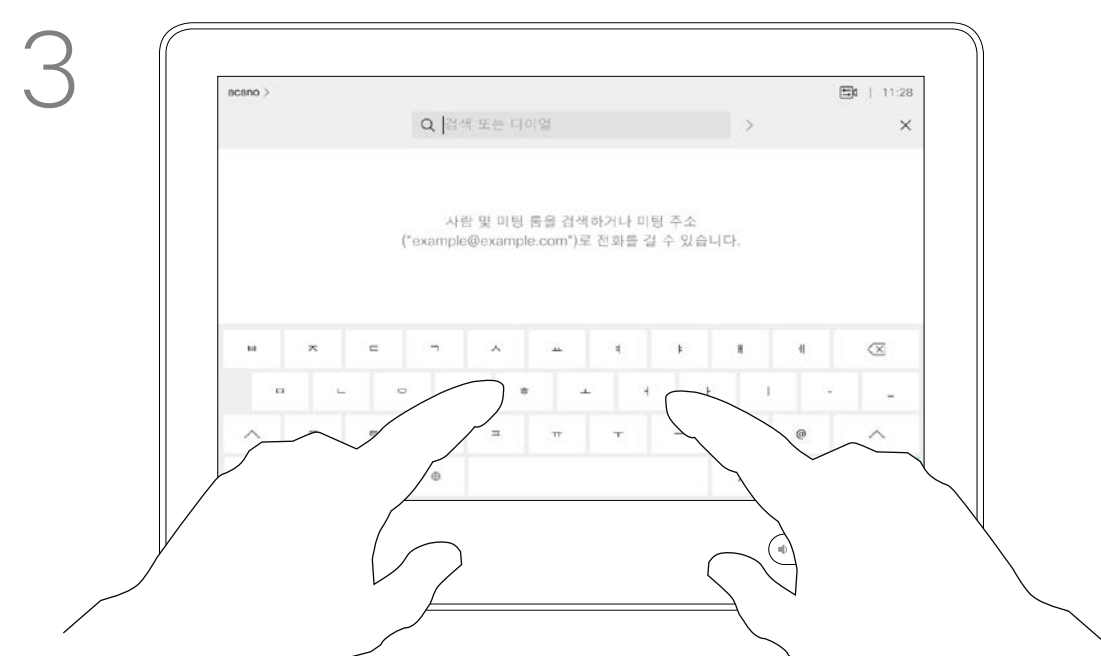 3
acano >
11:28
검색 또는 다이얼
사람 및 미팅 룸을 검색하거나 미팅 주소
("example@example.com")로 전화를 걸 수 있습니다.
ㅂ ㅈ ㄷ ㄱ ㅅ ㅛ ㅕ ㅑ ㅐ ㅔ
ㅁ ㄴ ㅇ ㅎ ㅗ ㅓ ㅏ ㅣ - _
ㅍ ㅠ ㅜ ㅡ @